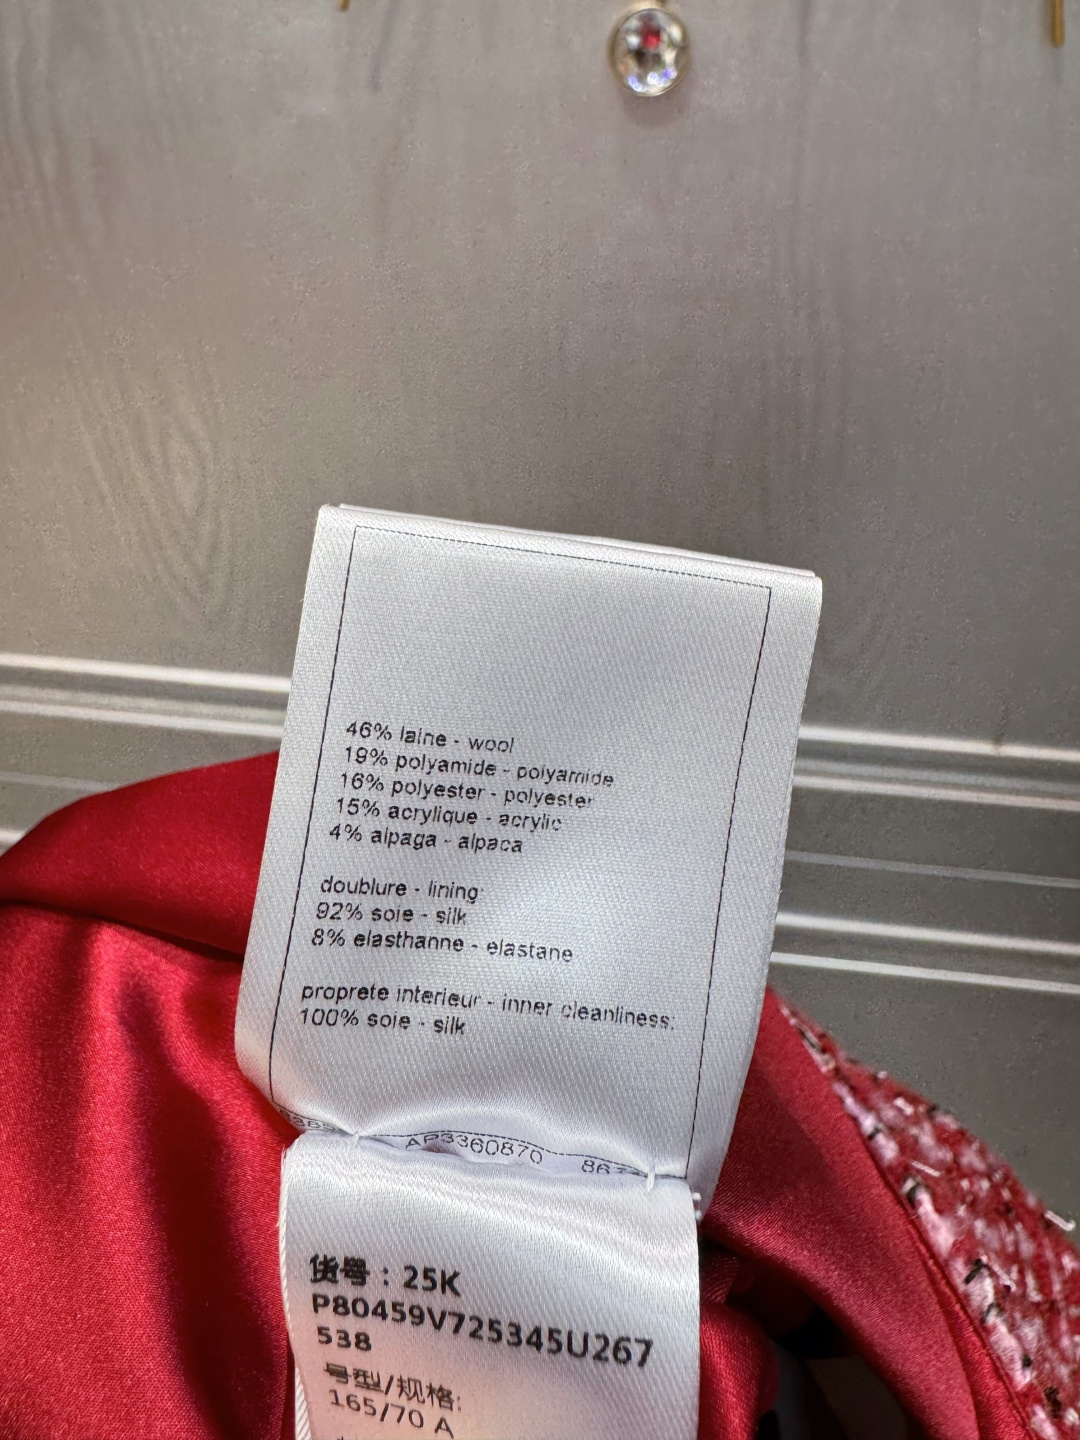 46% laine - wool
19% polyamide - polyamide
16% polyester - polyester
15% acrylique - acrylic
4% alpaga - alpaca
doublure - lining:
92% soie - silk
8% elasthanne - elastane
proprete interieur - inner cleanliness:
100% soie - silk
AP3360870
货号：25K
P80459V725345U267
538
号型/规格:
165/70 A